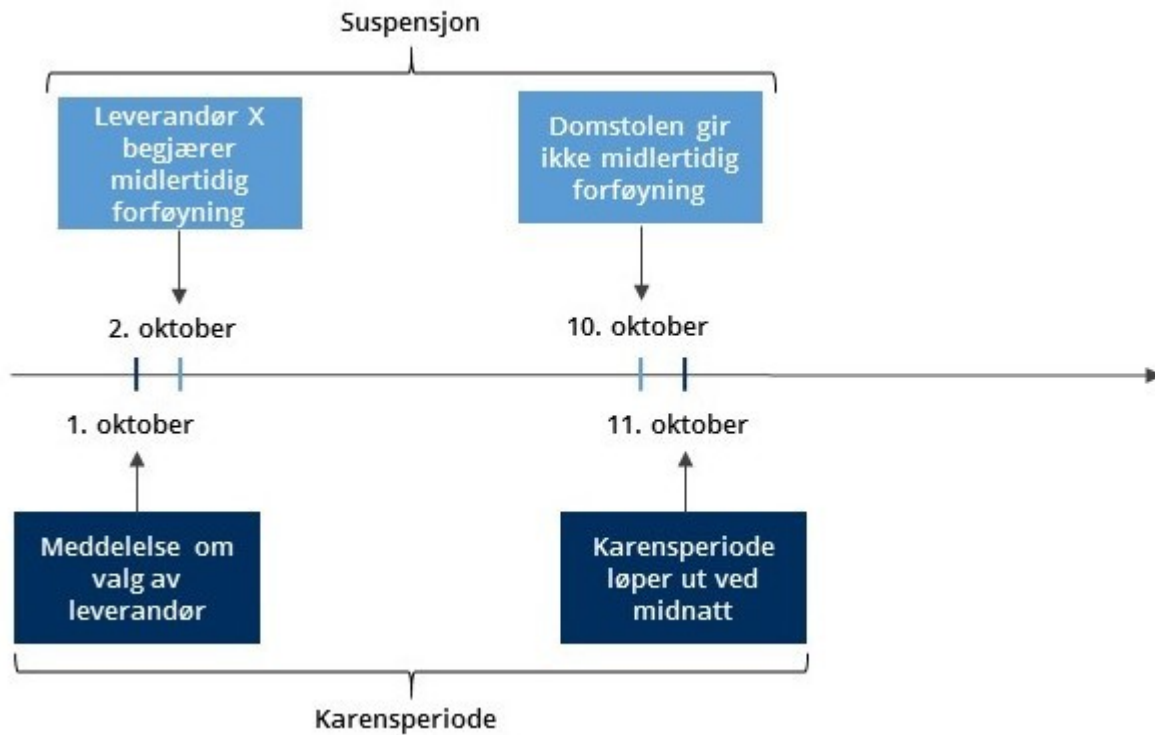 Suspensjon
Leverandør X
begjærer
midlertidig
forføyning
Domstolen gir
ikke midlertidig
forføyning
2. oktober
10. oktober
1. oktober
11. oktober
Meddelelse om
valg av
leverandør
Karensperiode
løper ut ved
midnatt
Karensperiode